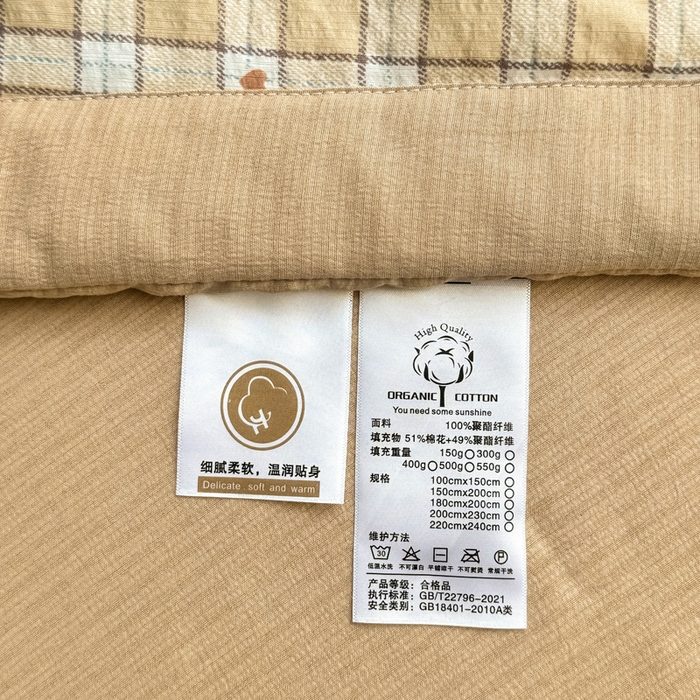 细腻柔软，温润贴身
Delicate soft and warm
High Quality
ORGANIC COTTON
You need some sunshine
面料 100%聚酯纤维
填充物 51%棉花+49%聚酯纤维
填充重量 150g○300g○
400g○500g○550g○
规格 100cmx150cm○
150cmx200cm○
180cmx200cm○
200cmx230cm○
220cmx240cm○
维护方法
30
P
低温水洗 不可漂白 平铺晾干 不可熨烫 常规干洗
产品等级：合格品
执行标准：GB/T22796-2021
安全类别：GB18401-2010A类